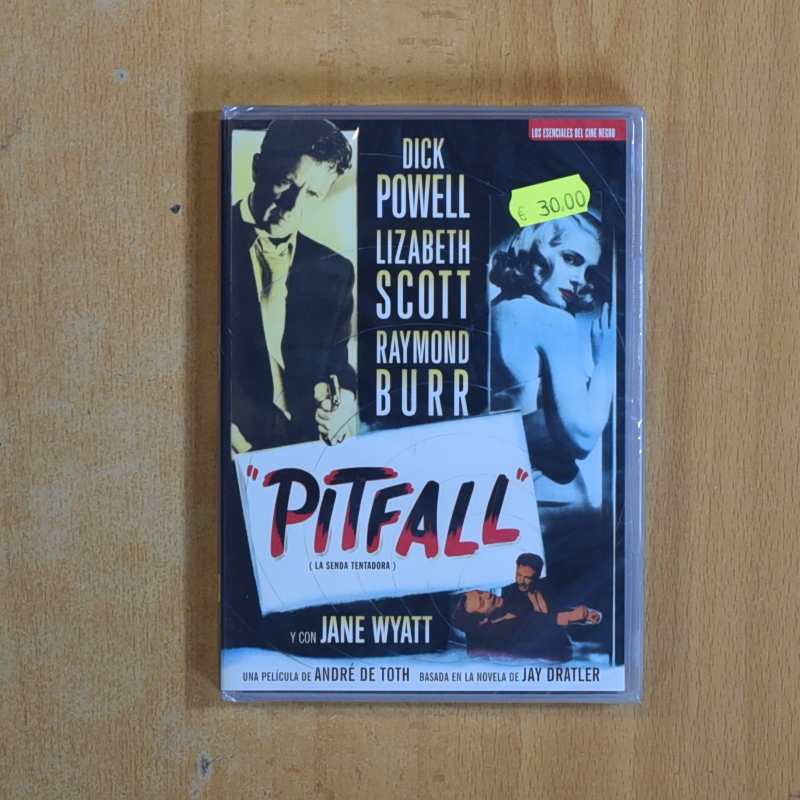 LOS ESENCIALES DEL CINE NEGRO
DICK
POWELL
LIZABETH
SCOTT
RAYMOND
BURR
€ 30,00
"PITFALL"
( LA SENDA TENTADORA )
Y CON JANE WYATT
UNA PELÍCULA DE ANDRÉ DE TOTH BASADA EN LA NOVELA DE JAY DRATLER